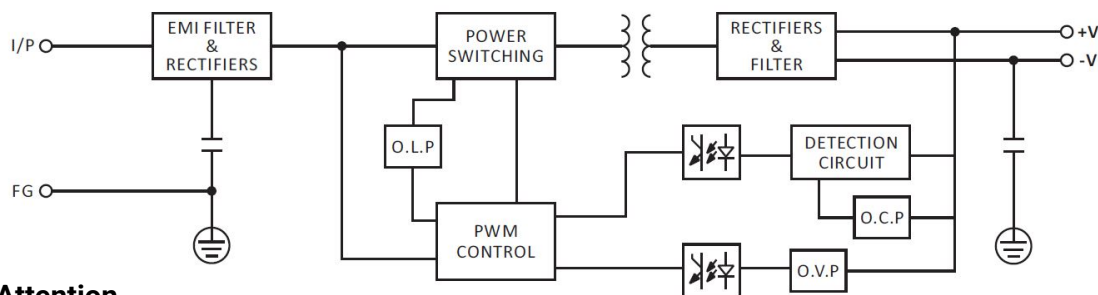 I/P
EMI FILTER
&
RECTIFIERS
POWER
SWITCHING
RECTIFIERS
&
FILTER
+V
-V
O.L.P
DETECTION
CIRCUIT
FG
O.C.P
PWM
CONTROL
O.V.P
Attention